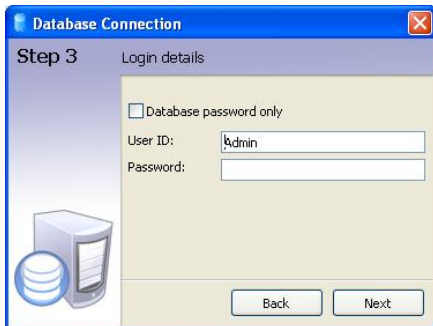 Database Connection
Step 3
Login details
Database password only
User ID:
Admin
Password:
Back
Next